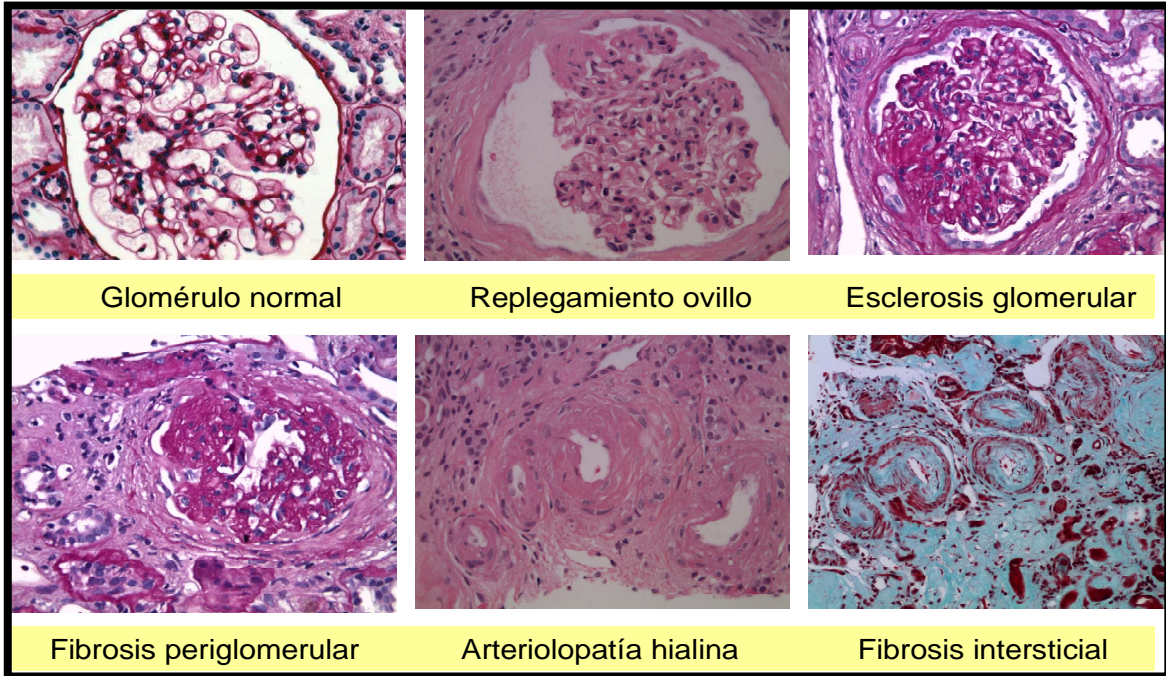 Glomérulo normal
Replegamiento ovillo
Esclerosis glomerular
Fibrosis periglomerular
Arteriolopatía hialina
Fibrosis intersticial